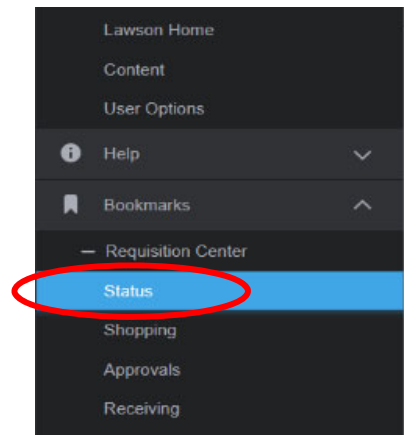 Lawson Home
Content
User Options
Help
Bookmarks
Requisition Center
Status
Shopping
Approvals
Receiving